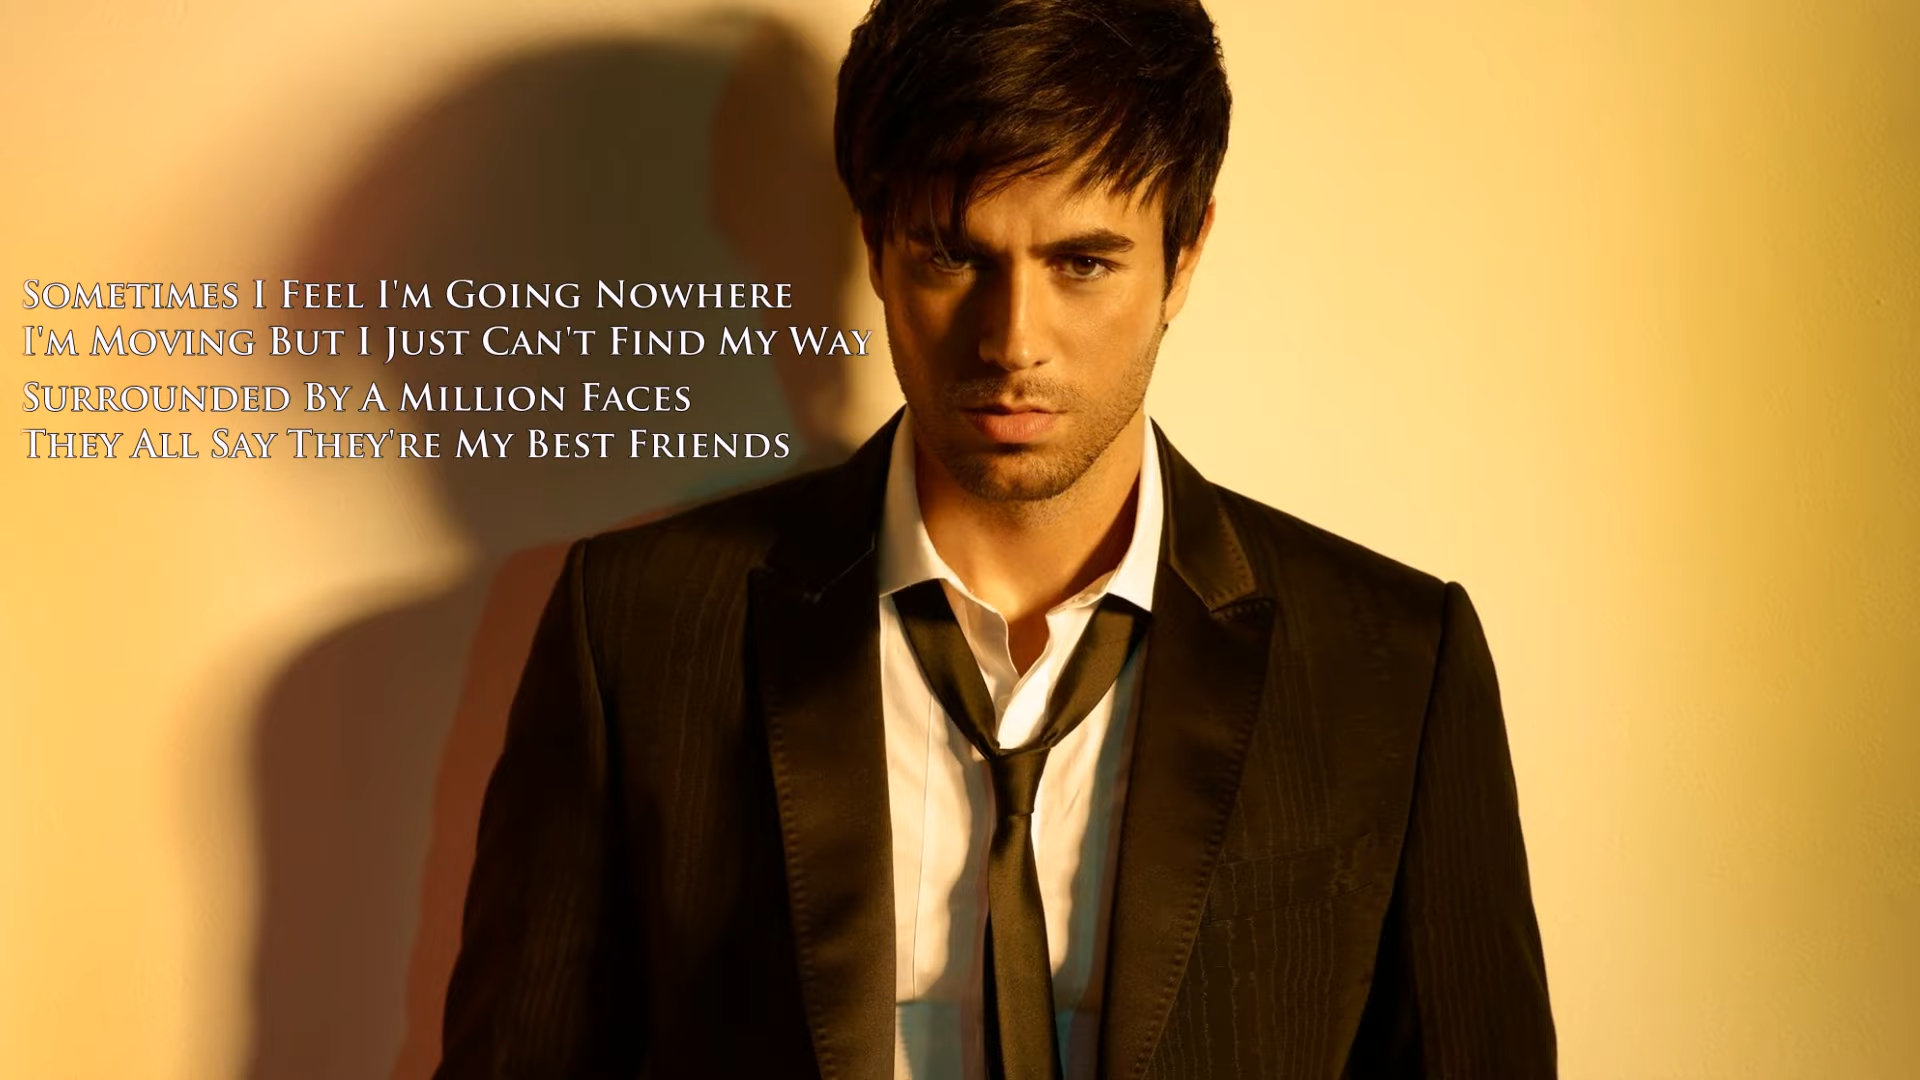 Sometimes I Feel I'm Going Nowhere
I'm Moving But I Just Can't Find My Way
Surrounded By A Million Faces
They All Say They're My Best Friends